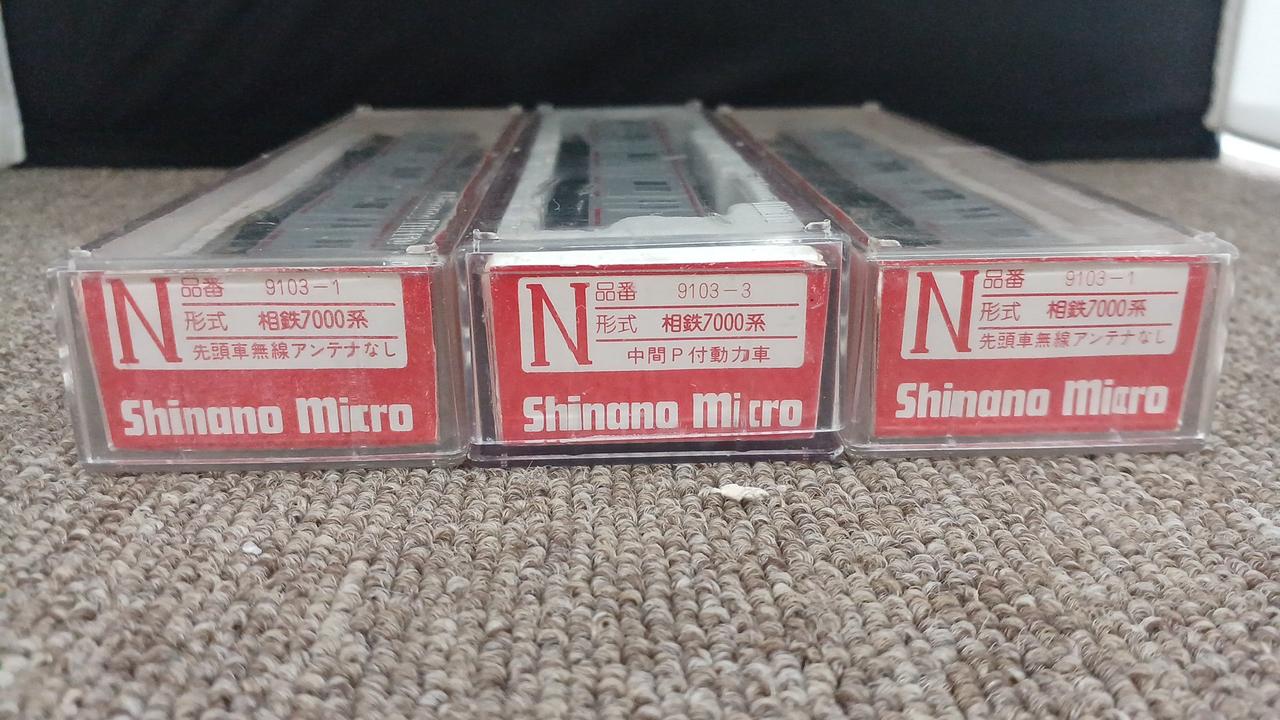 N
品番 9103-1
形式 相鉄7000系
先頭車無線アンテナなし
Shinano Micro
N
品番 9103-3
形式 相鉄7000系
中間P付動力車
Shinano Micro
N
品番 9103-1
形式 相鉄7000系
先頭車無線アンテナなし
Shinano Micro